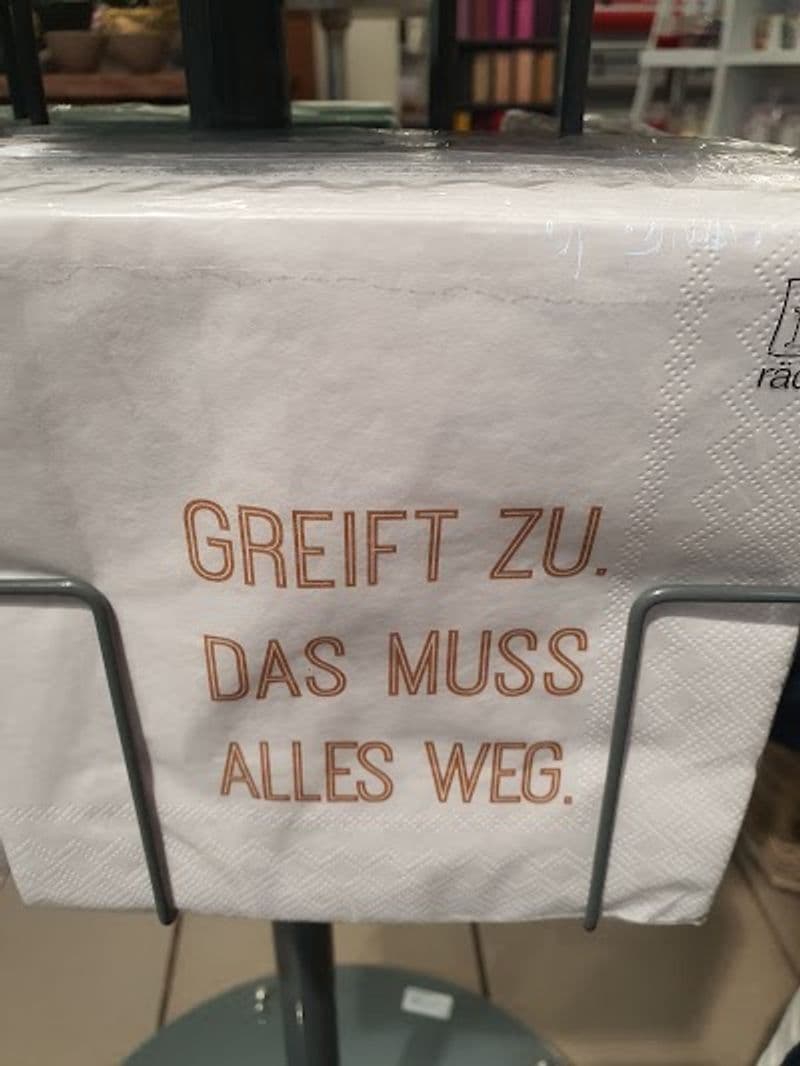 GREIFT ZU.
DAS MUSS
ALLES WEG.